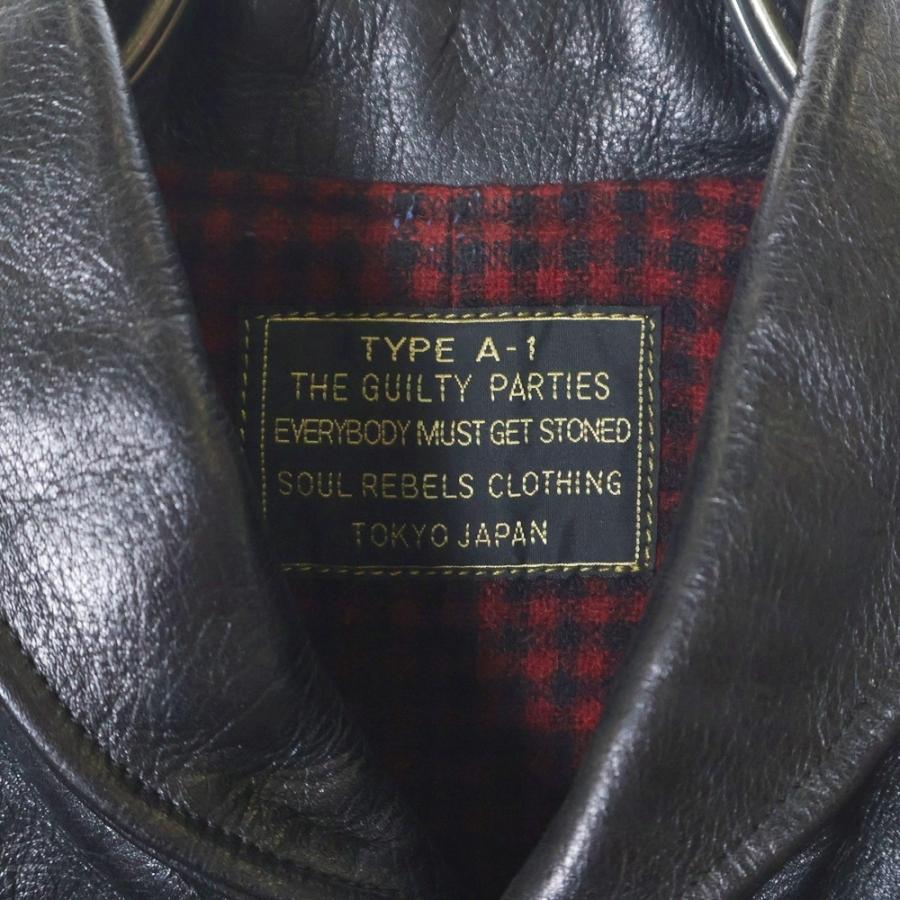 TYPE A-1
THE GUILTY PARTIES
EVERYBODY MUST GET STONED
SOUL REBELS CLOTHING
TOKYO JAPAN